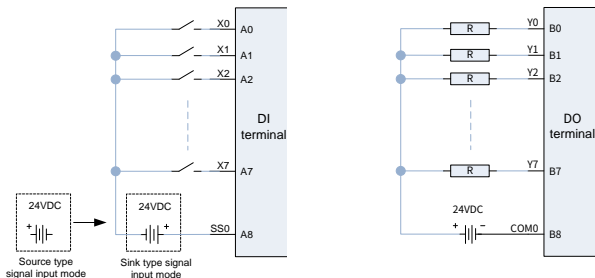 X0 A0
X1 A1
X2 A2
DI
terminal
X7 A7
24VDC
+
24VDC
+
SS0 A8
Source type
signal input mode
Sink type signal
input mode
R Y0 B0
R Y1 B1
R Y2 B2
DO
terminal
R Y7 B7
24VDC
+ −
COM0 B8